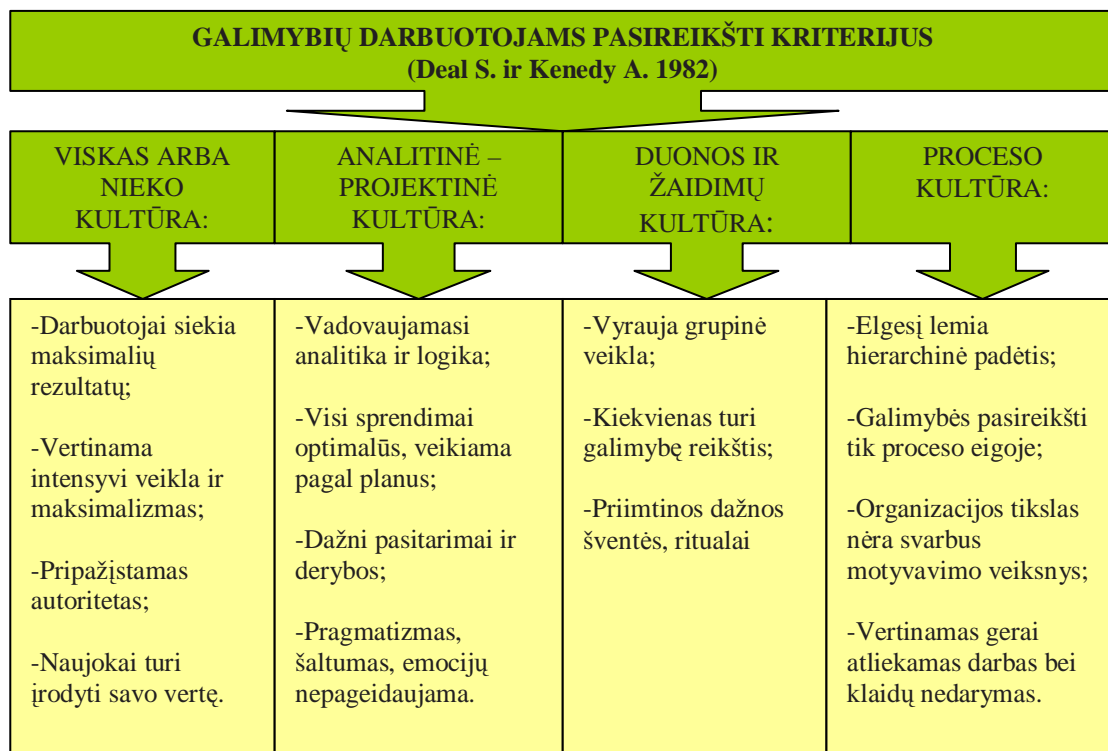 GALIMYBIŲ DARBUOTOJAMS PASIREIKŠTI KRITERIJUS
(Deal S. ir Kenedy A. 1982)
VISKAS ARBA
NIEKO
KULTŪRA:
ANALITINĖ –
PROJEKTINĖ
KULTŪRA:
DUONOS IR
ŽAIDIMŲ
KULTŪRA:
PROCESO
KULTŪRA:
-Darbuotojai siekia
maksimalių
rezultatų;
-Vertinama
intensyvi veikla ir
maksimalizmas;
-Pripažįstamas
autoritetas;
-Naujokai turi
įrodyti savo vertę.
-Vadovaujamasi
analitika ir logika;
-Visi sprendimai
optimalūs, veikiama
pagal planus;
-Dažni pasitarimai ir
derybos;
-Pragmatizmas,
šaltumas, emocijų
nepageidaujama.
-Vyrauja grupinė
veikla;
-Kiekvienas turi
galimybę reikštis;
-Priimtinos dažnos
šventės, ritualai
-Elgesį lemia
hierarchinė padėtis;
-Galimybės pasireikšti
tik proceso eigoje;
-Organizacijos tikslas
nėra svarbus
motyvavimo veiksnys;
-Vertinamas gerai
atliekamas darbas bei
klaidų nedarymas.